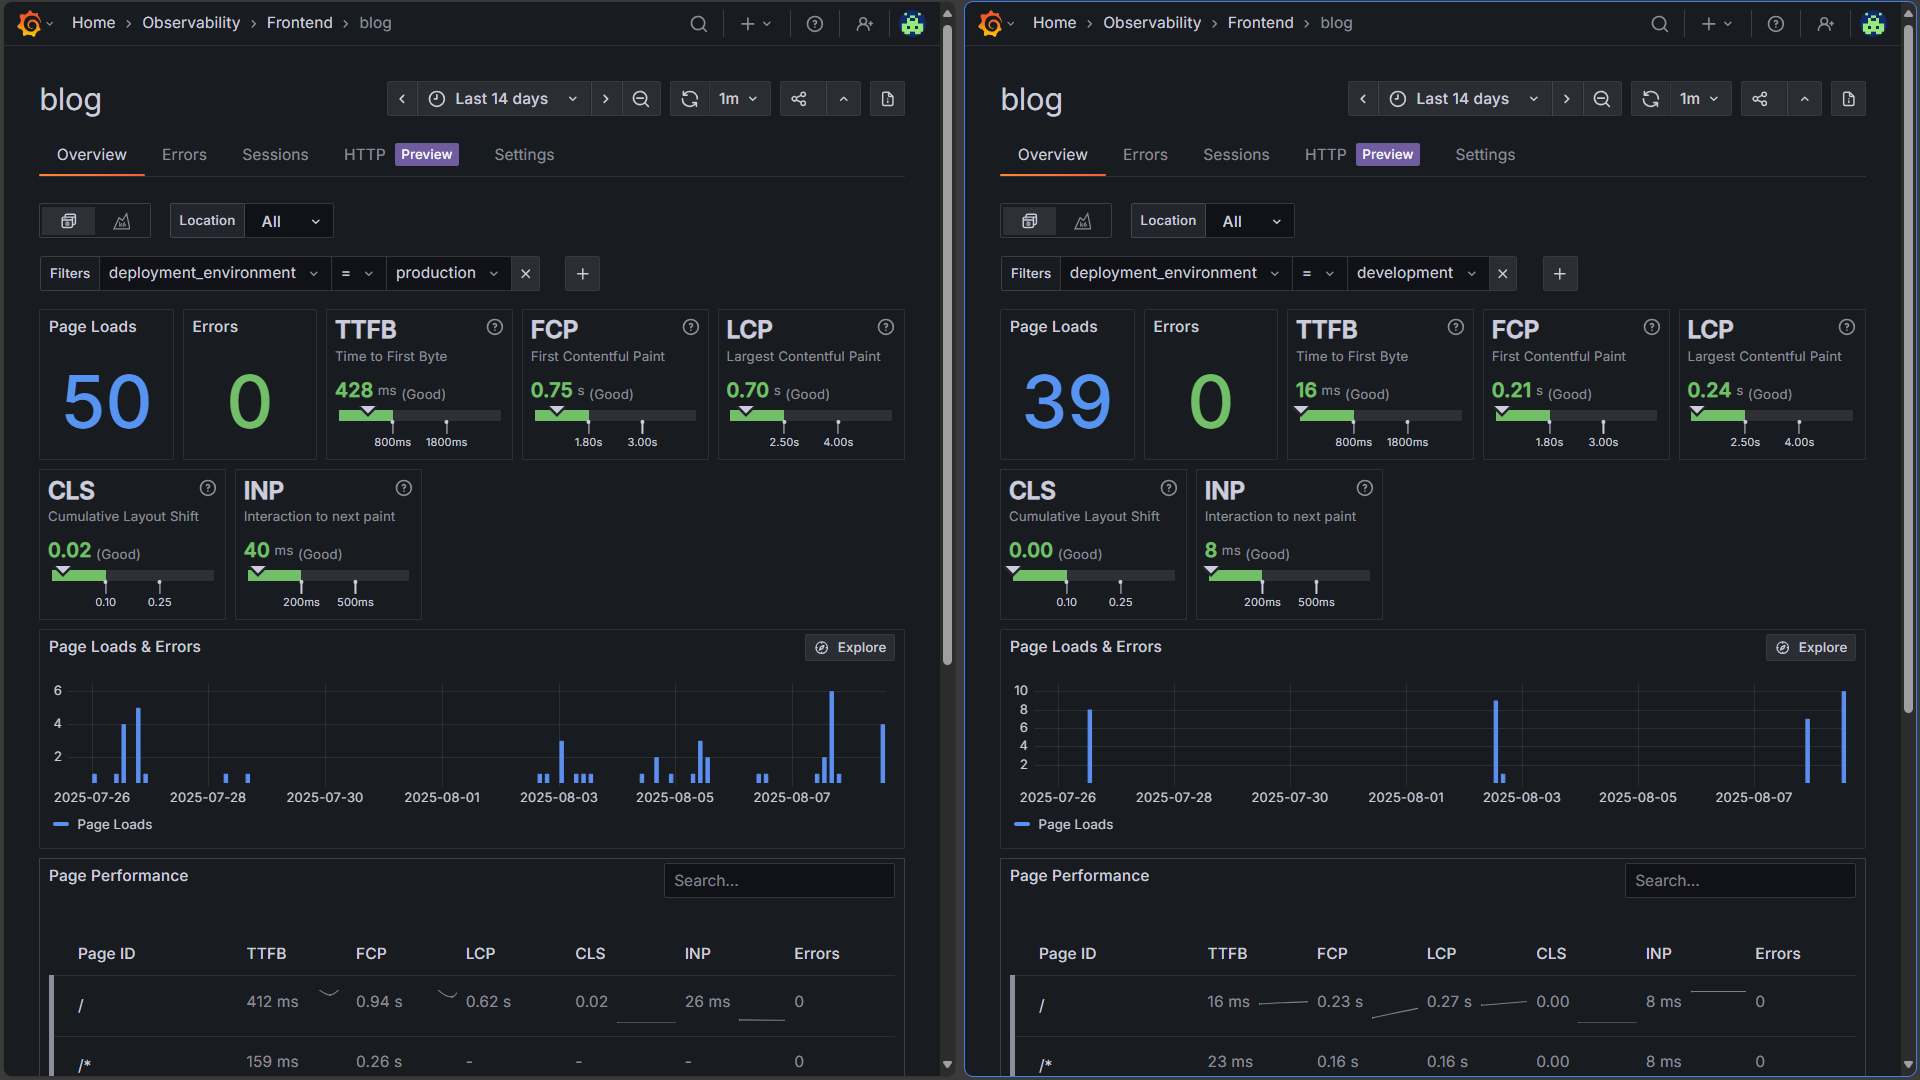 Home › Observability › Frontend › blog
blog
Last 14 days
1m
Overview Errors Sessions HTTP Preview Settings
k6 Location All
Filters deployment_environment = production
Page Loads
50
Errors
0
TTFB
Time to First Byte
428 ms (Good)
800ms 1800ms
FCP
First Contentful Paint
0.75 s (Good)
1.80s 3.00s
LCP
Largest Contentful Paint
0.70 s (Good)
2.50s 4.00s
CLS
Cumulative Layout Shift
0.02 (Good)
0.10 0.25
INP
Interaction to next paint
40 ms (Good)
200ms 500ms
Page Loads & Errors
Explore
6
4
2
2025-07-26 2025-07-28 2025-07-30 2025-08-01 2025-08-03 2025-08-05 2025-08-07
Page Loads
Page Performance
Search...
Page ID TTFB FCP LCP CLS INP Errors
/ 412 ms 0.94 s 0.62 s 0.02 26 ms 0
/* 159 ms 0.26 s - - - 0
Home › Observability › Frontend › blog
blog
Last 14 days
1m
Overview Errors Sessions HTTP Preview Settings
k6 Location All
Filters deployment_environment = development
Page Loads
39
Errors
0
TTFB
Time to First Byte
16 ms (Good)
800ms 1800ms
FCP
First Contentful Paint
0.21 s (Good)
1.80s 3.00s
LCP
Largest Contentful Paint
0.24 s (Good)
2.50s 4.00s
CLS
Cumulative Layout Shift
0.00 (Good)
0.10 0.25
INP
Interaction to next paint
8 ms (Good)
200ms 500ms
Page Loads & Errors
Explore
10
8
6
4
2
2025-07-26 2025-07-28 2025-07-30 2025-08-01 2025-08-03 2025-08-05 2025-08-07
Page Loads
Page Performance
Search...
Page ID TTFB FCP LCP CLS INP Errors
/ 16 ms 0.23 s 0.27 s 0.00 8 ms 0
/* 23 ms 0.16 s 0.16 s 0.00 8 ms 0